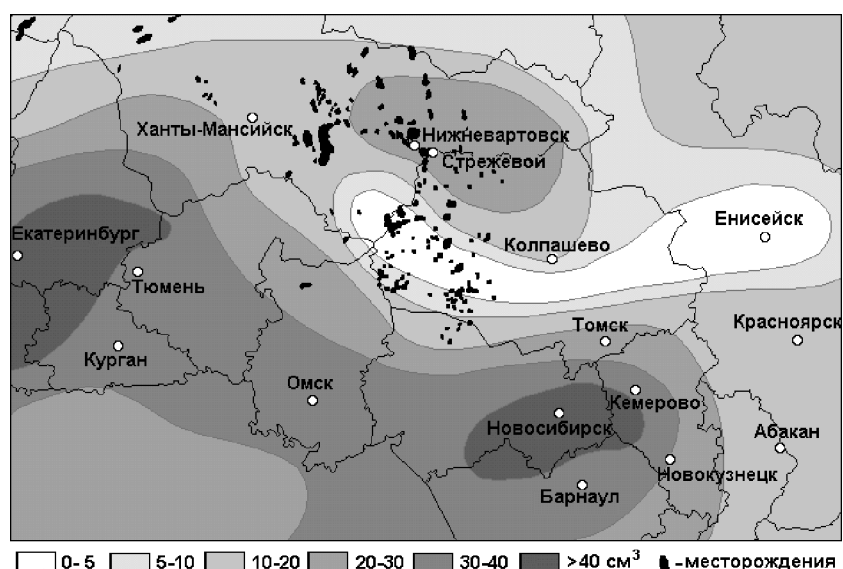 Ханты-Мансийск
Нижневартовск
Стрежевой
Екатеринбург
Енисейск
Колпашево
Тюмень
Томск
Красноярск
Курган
Омск
Кемерово
Новосибирск
Абакан
Новокузнецк
Барнаул
0- 5 5-10 10-20 20-30 30-40 >40 см³ -месторождения